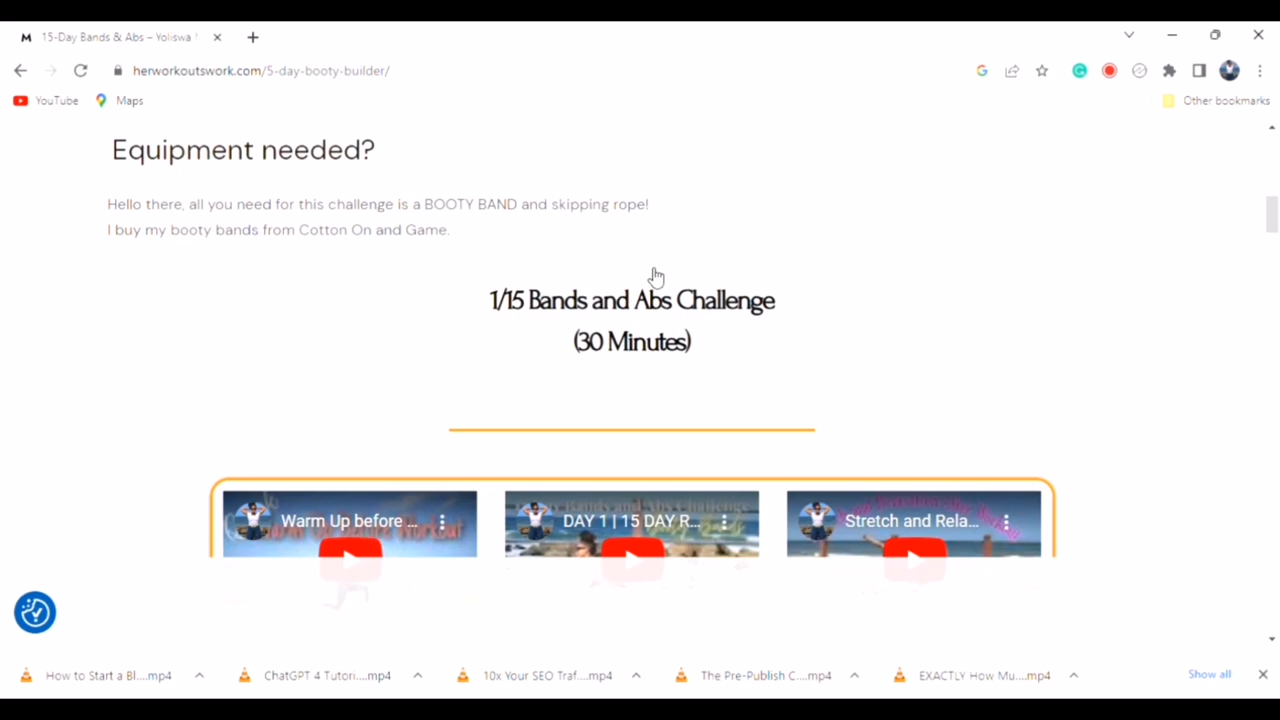 15-Day Bands & Abs – Yoliswa
herworkoutswork.com/5-day-booty-builder/
YouTube
Maps
Other bookmarks
Equipment needed?
Hello there, all you need for this challenge is a BOOTY BAND and skipping rope!
I buy my booty bands from Cotton On and Game.
1/15 Bands and Abs Challenge
(30 Minutes)
Warm Up before ...
DAY 1 | 15 DAY R...
Stretch and Rela...
How to Start a Bl....mp4
ChatGPT 4 Tutori....mp4
10x Your SEO Traf....mp4
The Pre-Publish C....mp4
EXACTLY How Mu....mp4
Show all